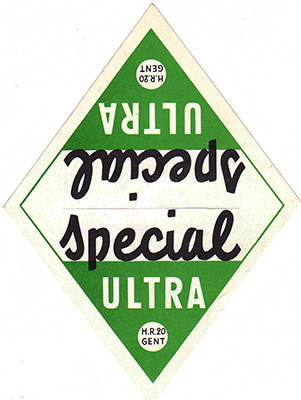 H.R.20
GENT
ULTRA
special
special
ULTRA
H.R.20
GENT